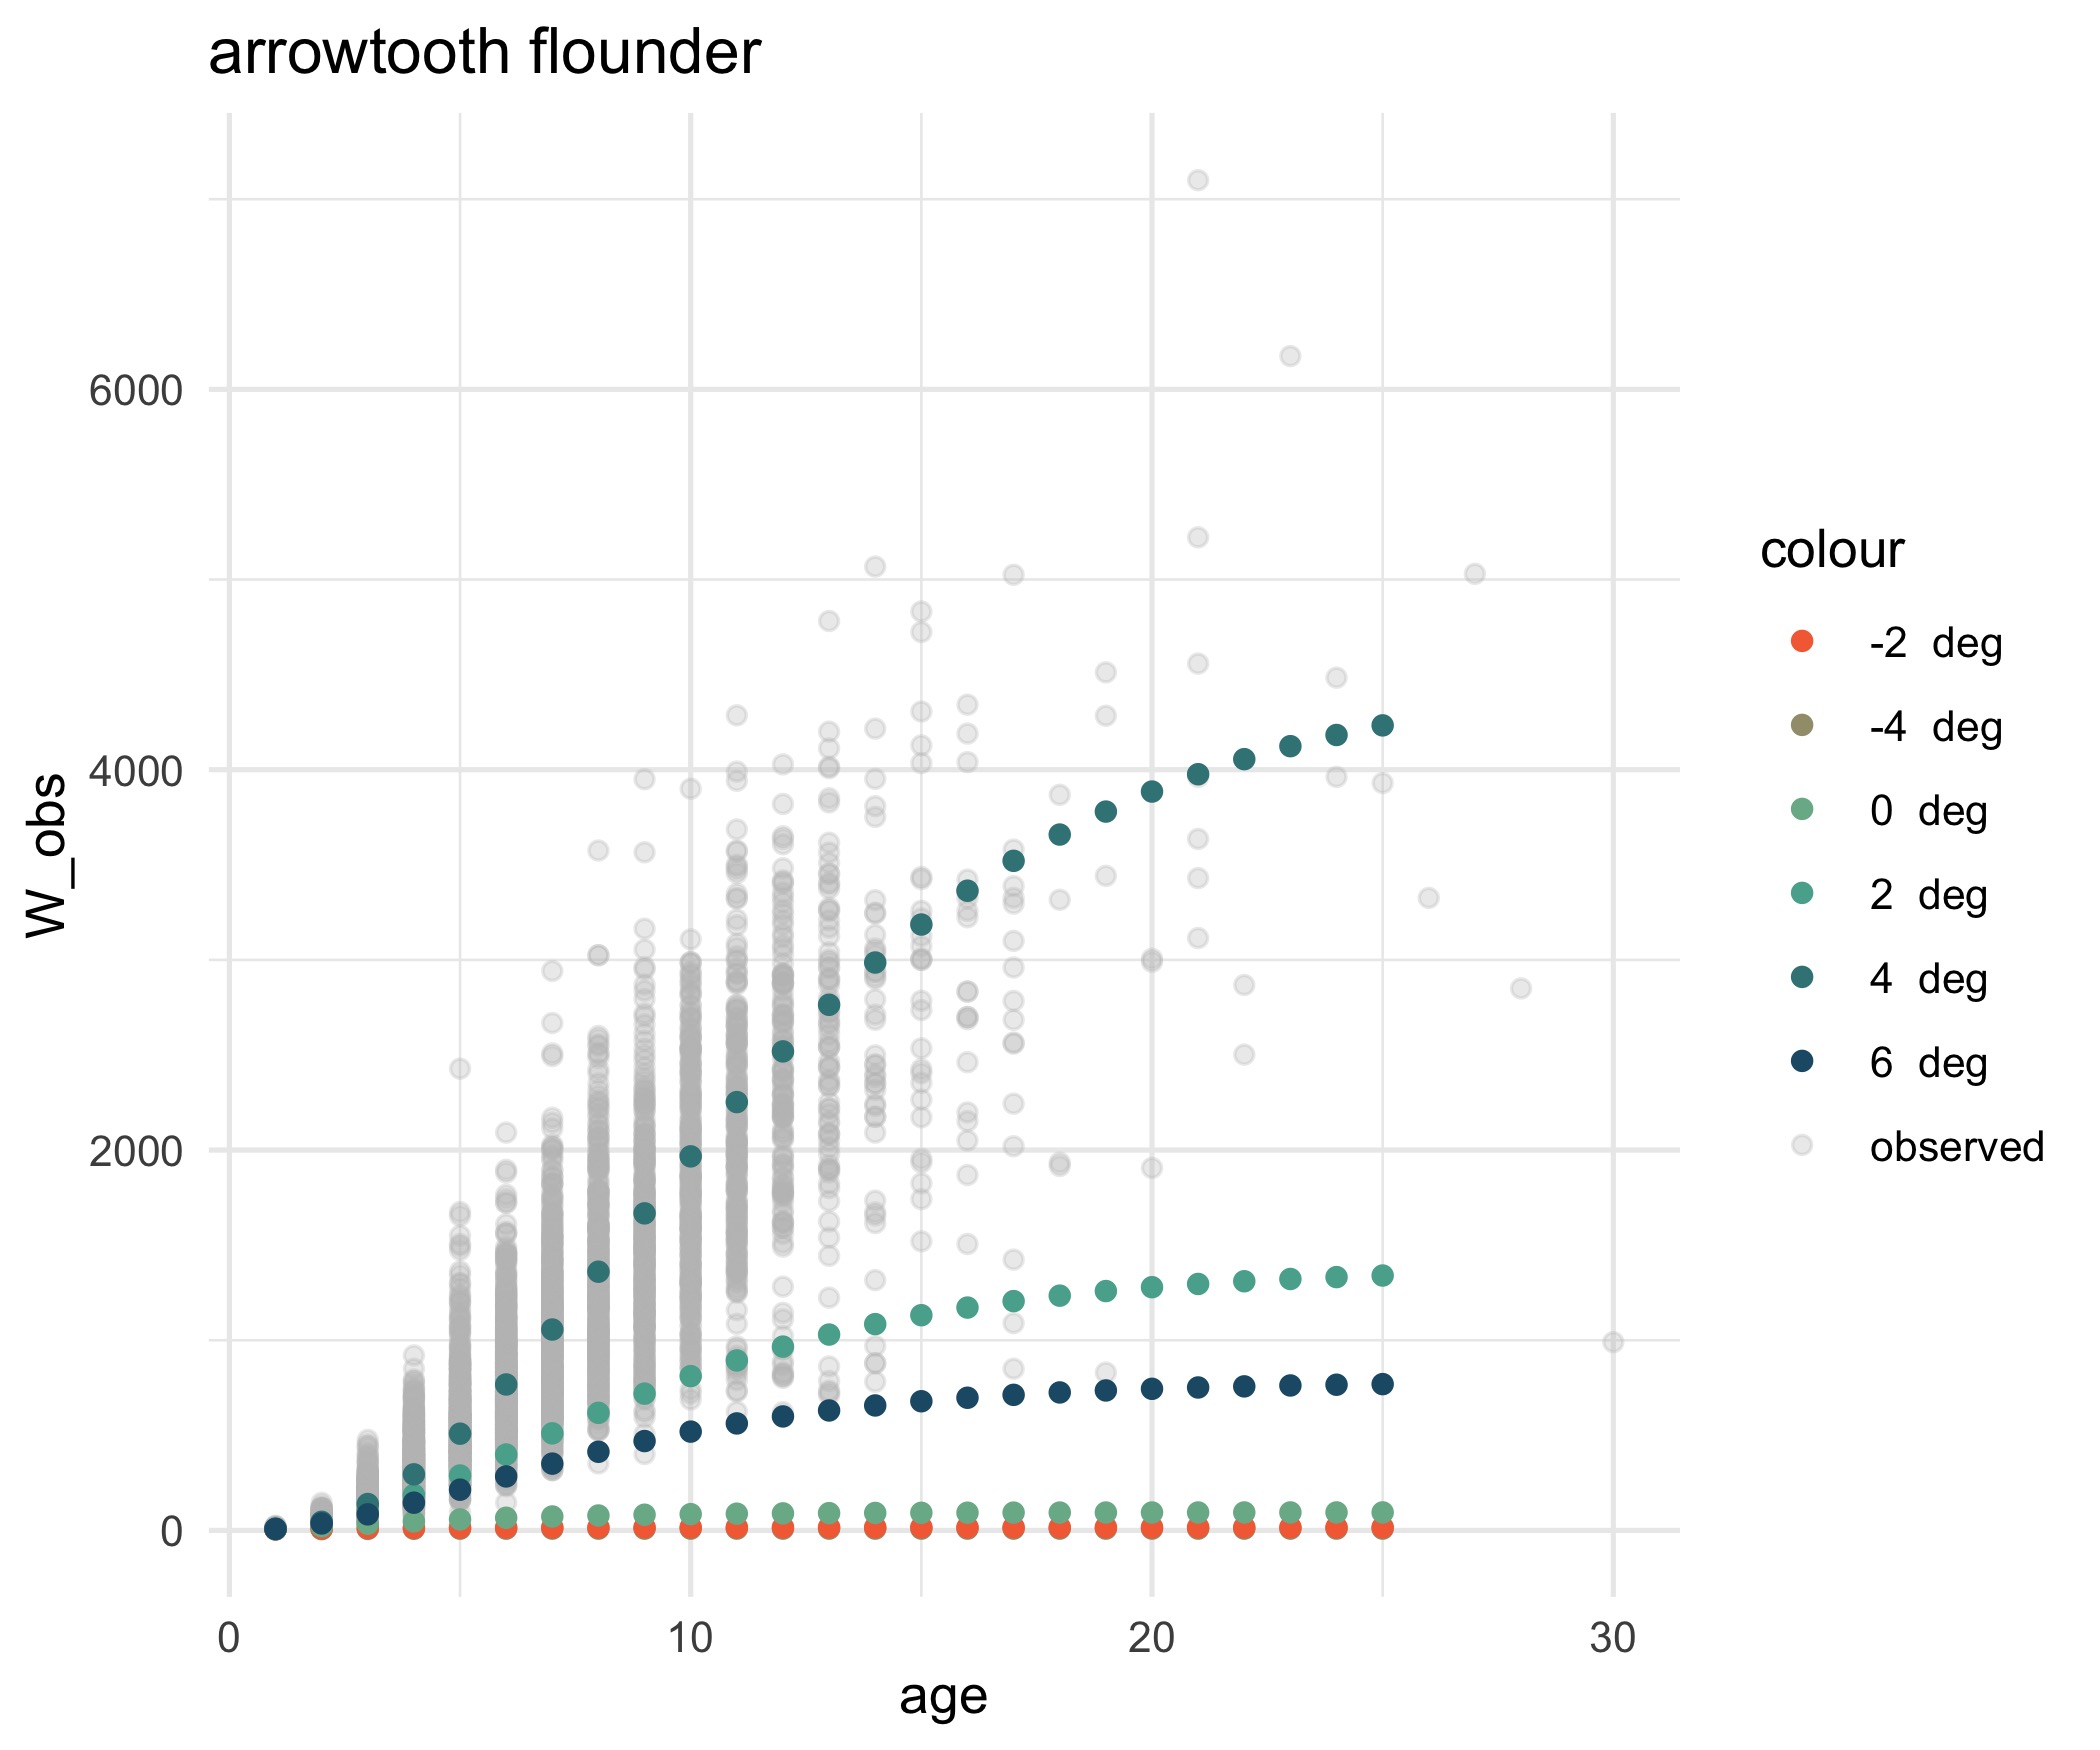 arrowtooth flounder
W_obs
6000
4000
2000
0
0 10 20 30
age
colour
-2 deg
-4 deg
0 deg
2 deg
4 deg
6 deg
observed